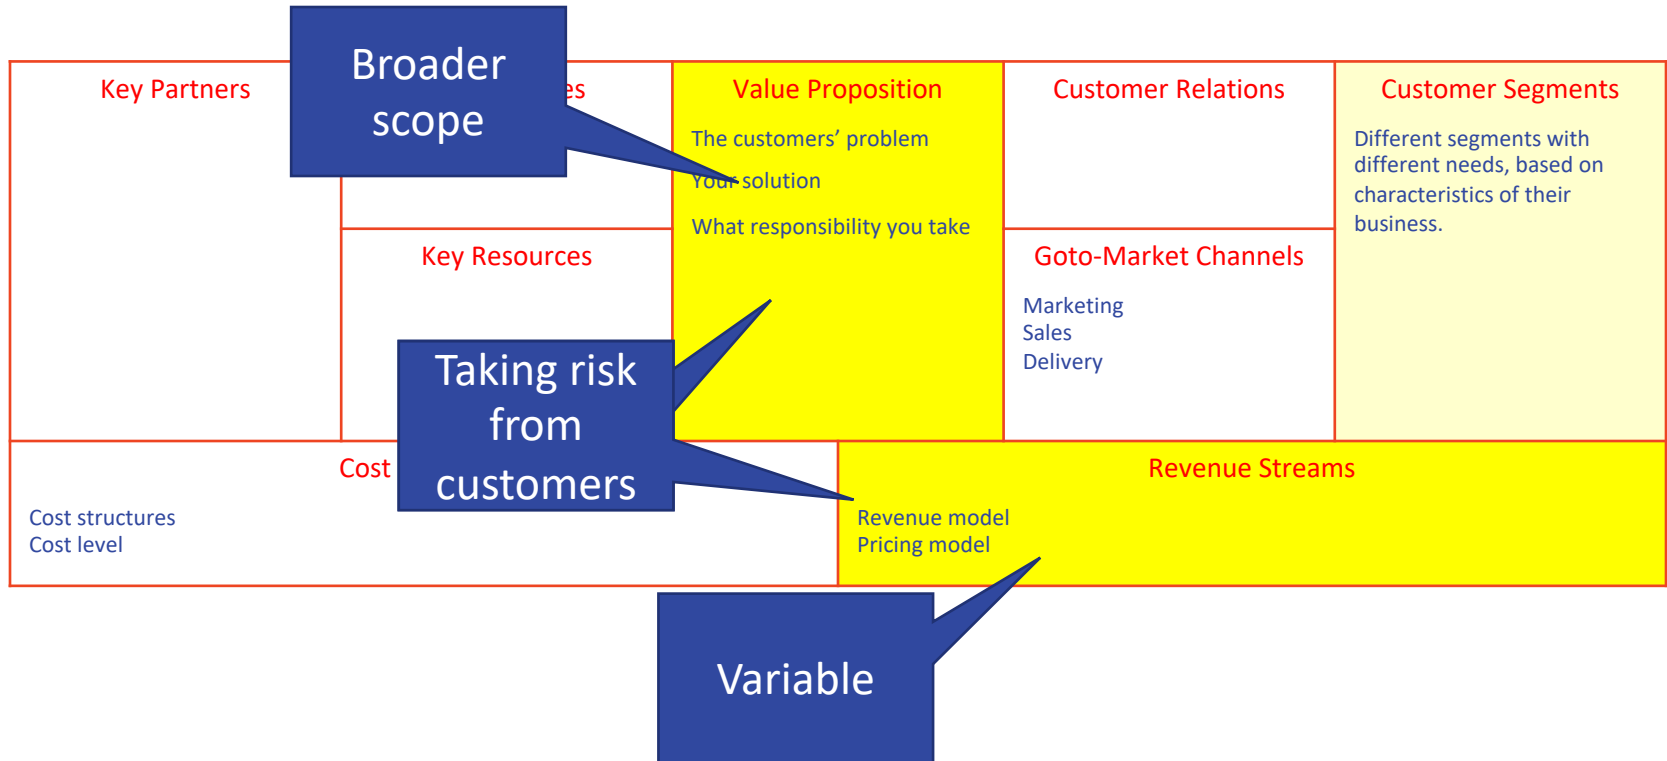 Broader
scope
Key Partners
Value Proposition
Customer Relations
Customer Segments
The customers’ problem
Your solution
What responsibility you take
Different segments with
different needs, based on
characteristics of their
business.
Key Resources
Goto-Market Channels
Marketing
Sales
Delivery
Taking risk
from
customers
Cost
Cost structures
Cost level
Revenue Streams
Revenue model
Pricing model
Variable